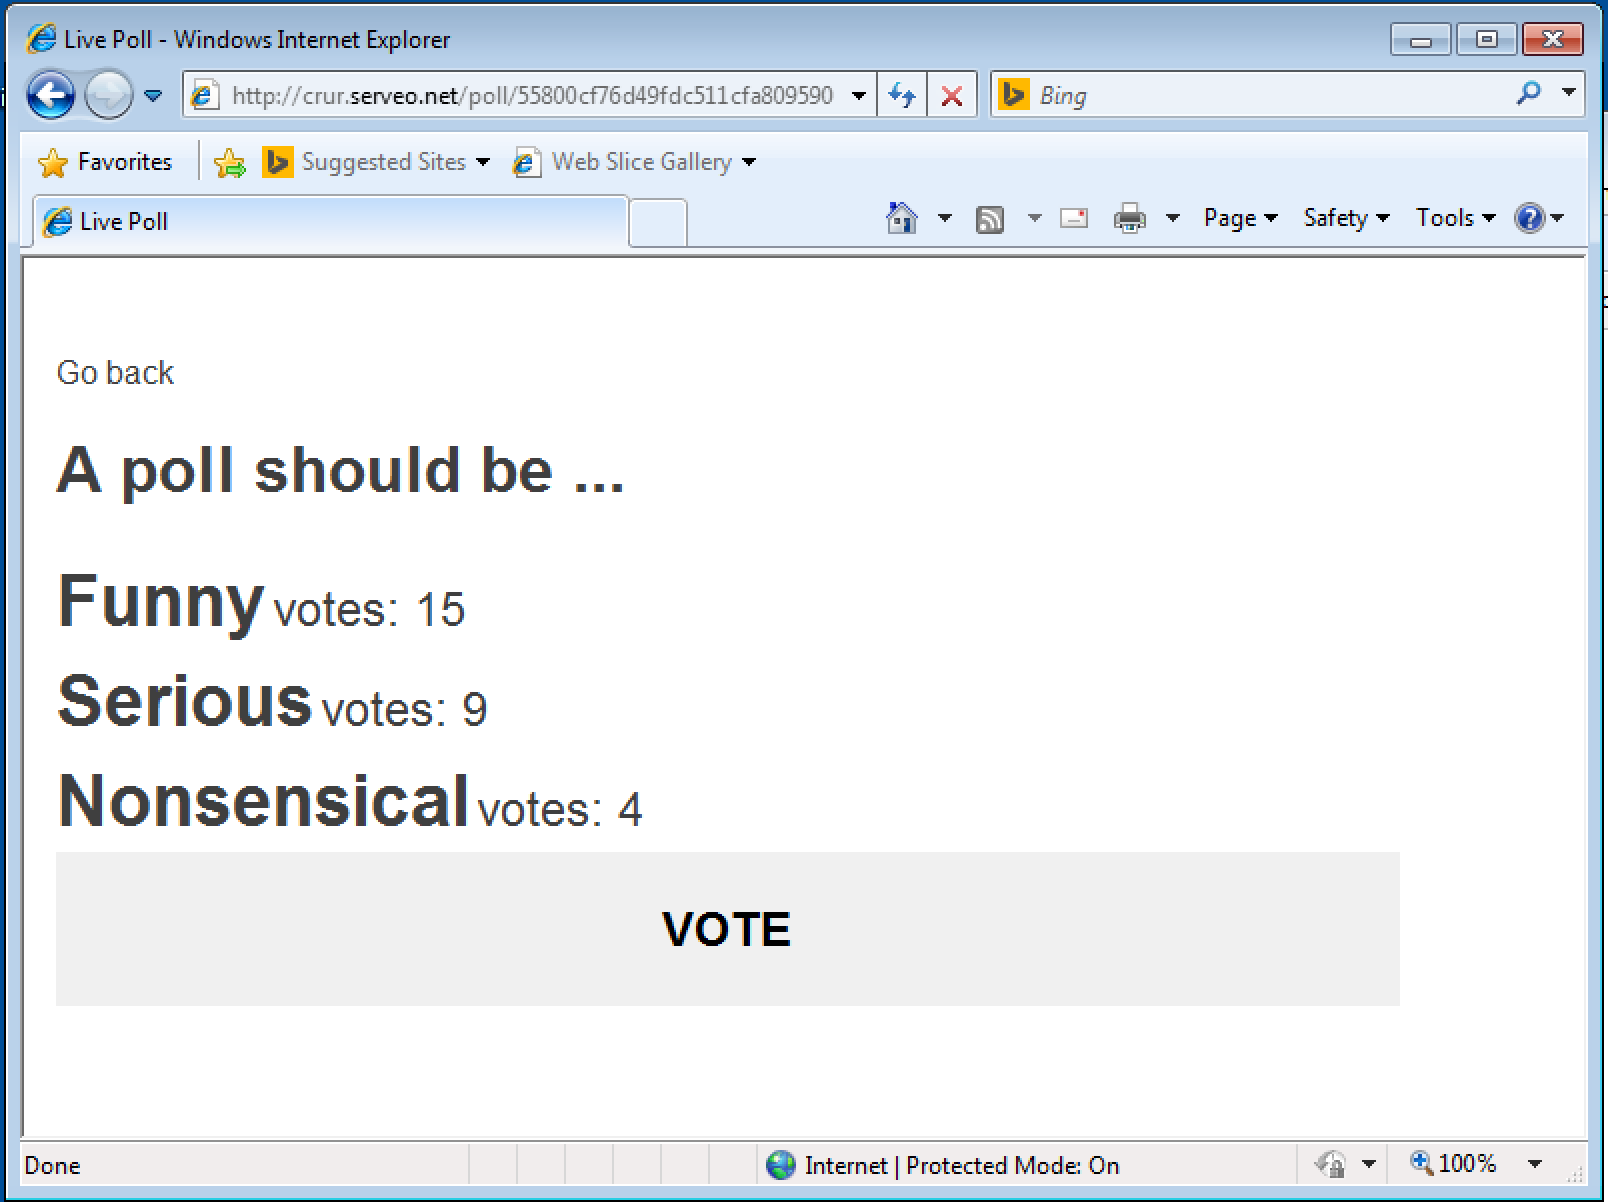 Live Poll - Windows Internet Explorer
http://crur.serveo.net/poll/55800cf76d49fdc511cfa809590
Bing
Favorites
Suggested Sites
Web Slice Gallery
Live Poll
Page
Safety
Tools
Go back
A poll should be ...
Funny votes: 15
Serious votes: 9
Nonsensical votes: 4
VOTE
Done
Internet | Protected Mode: On
100%